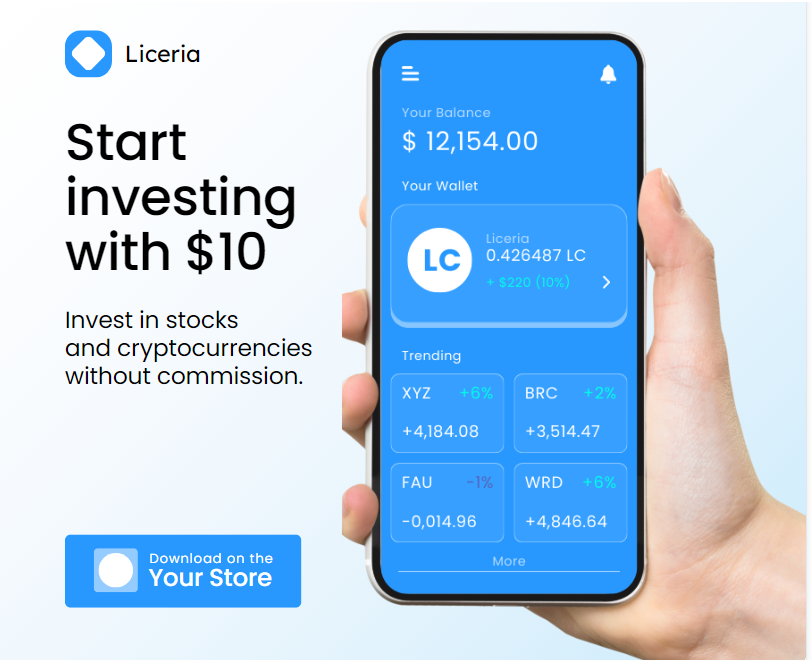 Liceria
Start
investing
with $10
Invest in stocks
and cryptocurrencies
without commission.
Download on the
Your Store
Your Balance
$ 12,154.00
Your Wallet
LC
Liceria
0.426487 LC
+ $220 (10%)
Trending
XYZ +6%
+4,184.08
BRC +2%
+3,514.47
FAU -1%
-0,014.96
WRD +6%
+4,846.64
More